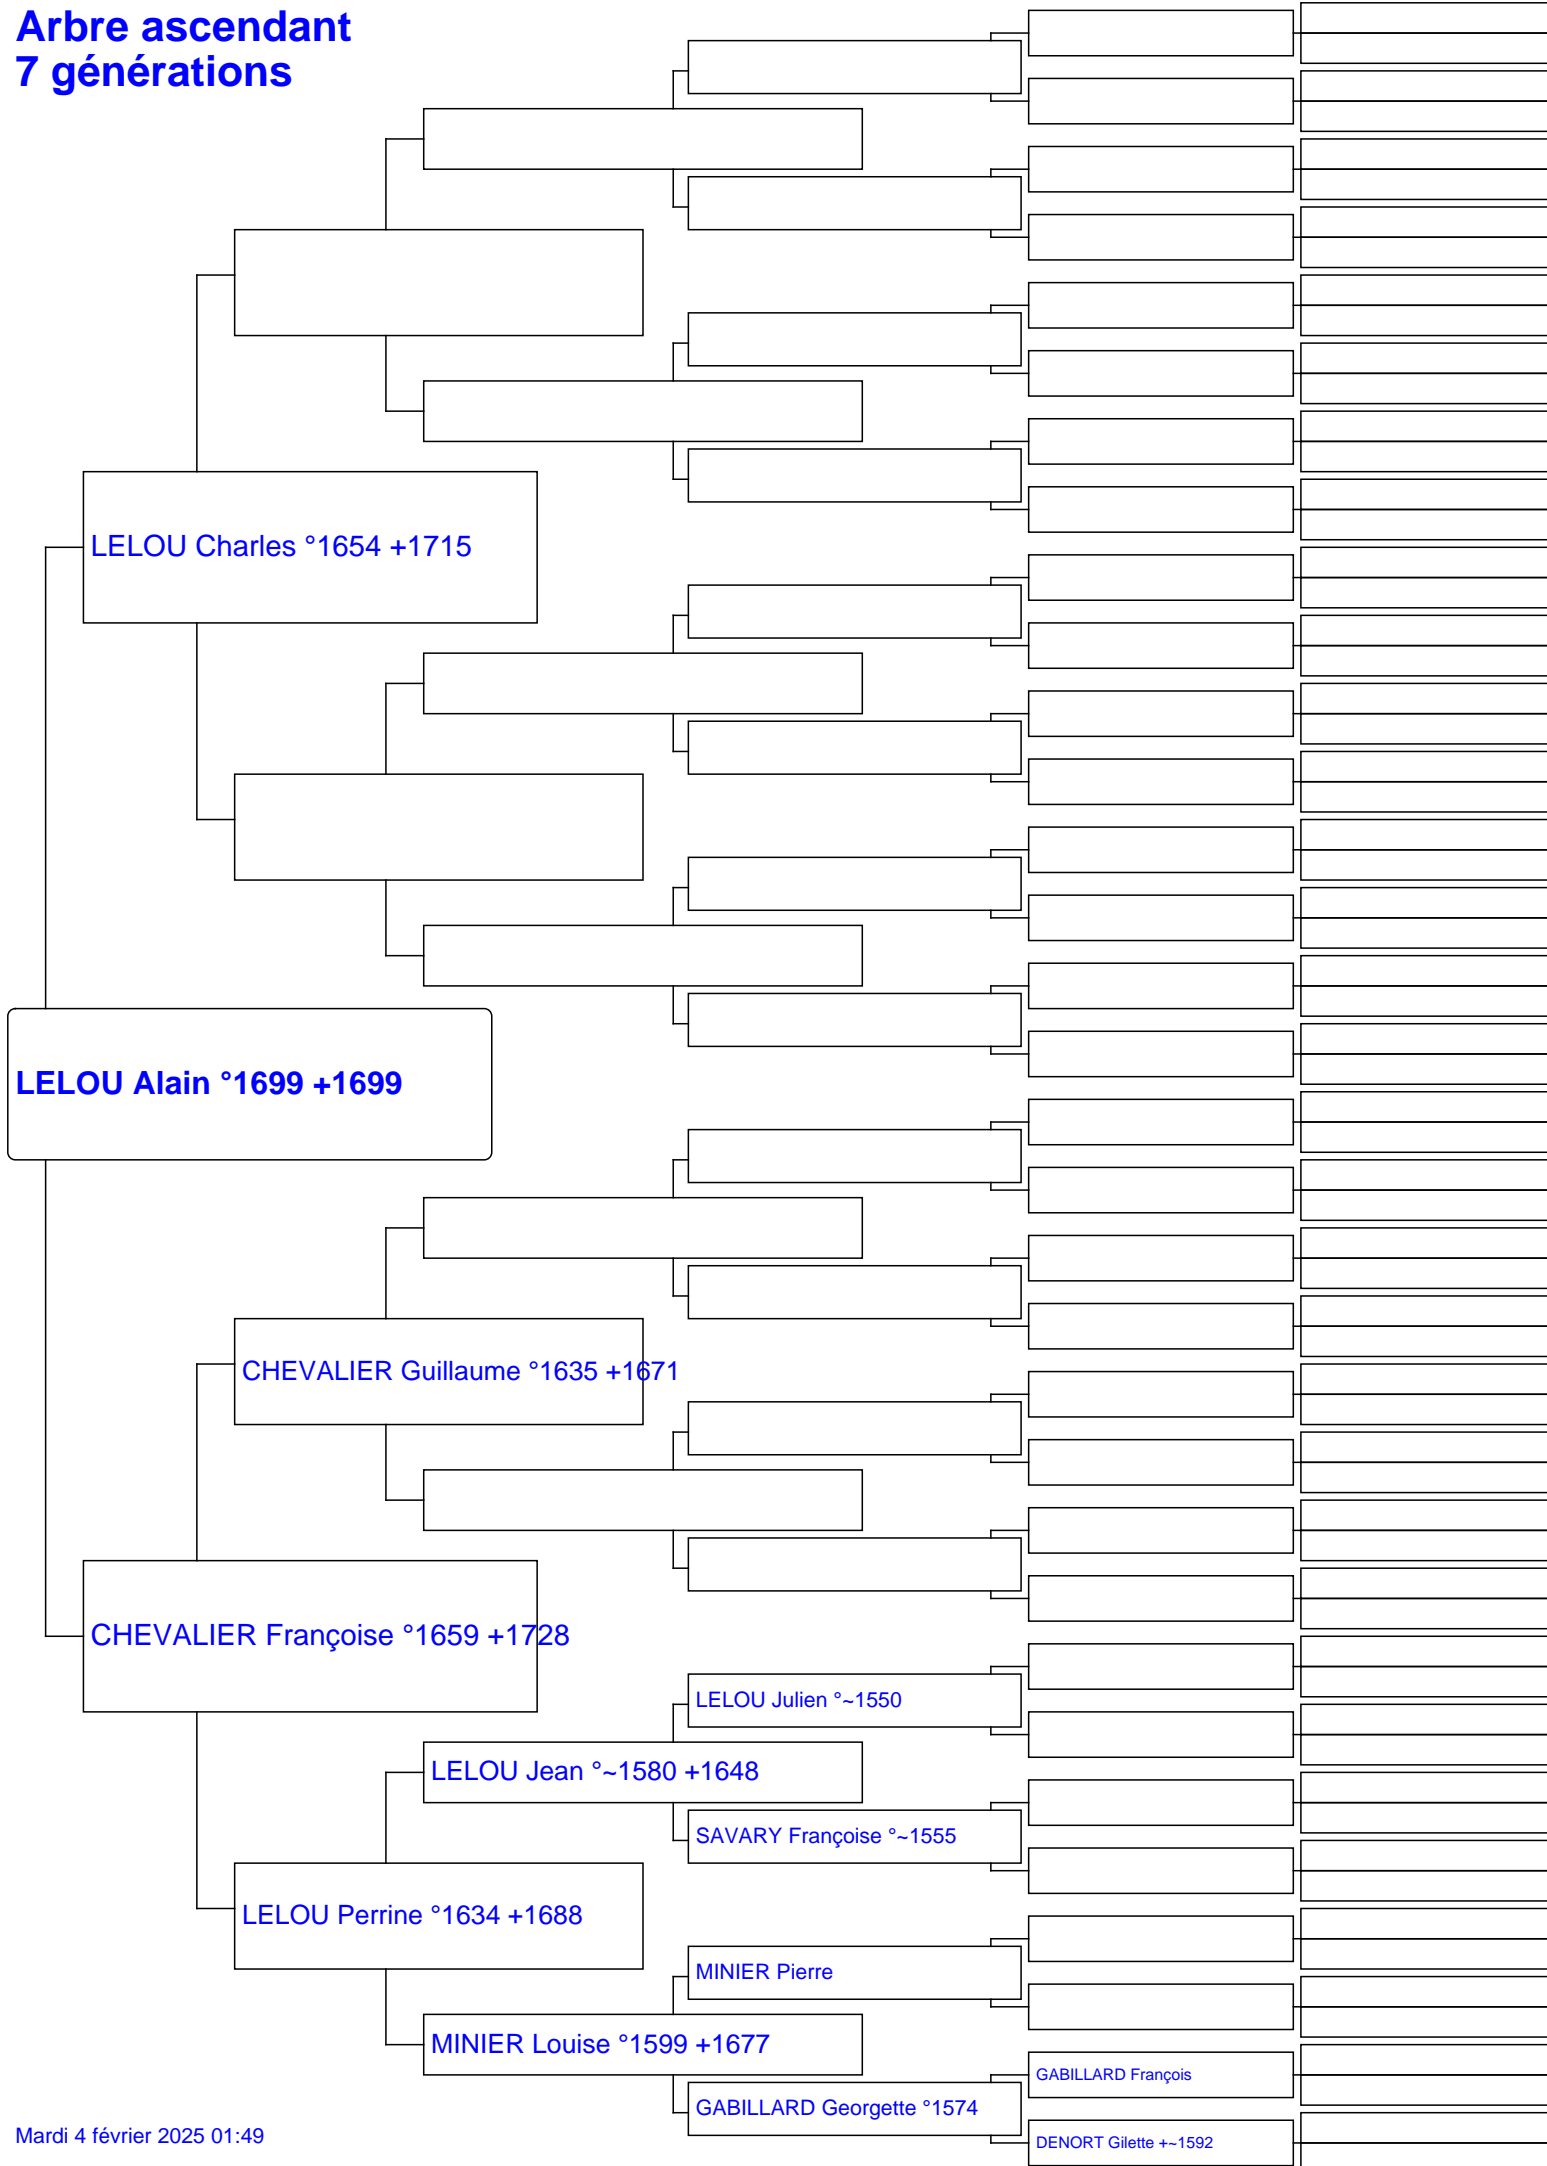 Arbre ascendant
7 générations
LELOU Charles °1654 +1715
LELOU Alain °1699 +1699
CHEVALIER Guillaume °1635 +1671
CHEVALIER Françoise °1659 +1728
LELOU Julien °~1550
LELOU Jean °~1580 +1648
SAVARY Françoise °~1555
LELOU Perrine °1634 +1688
MINIER Pierre
MINIER Louise °1599 +1677
GABILLARD François
GABILLARD Georgette °1574
DENORT Gilette +~1592
Mardi 4 février 2025 01:49